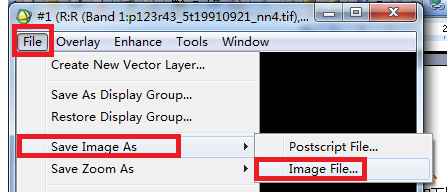 #1 (R:R (Band 1:p123r43_5t19910921_nn4.tif),...
File Overlay Enhance Tools Window
Create New Vector Layer...
Save As Display Group...
Restore Display Group...
Save Image As
Postscript File...
Save Zoom As
Image File...